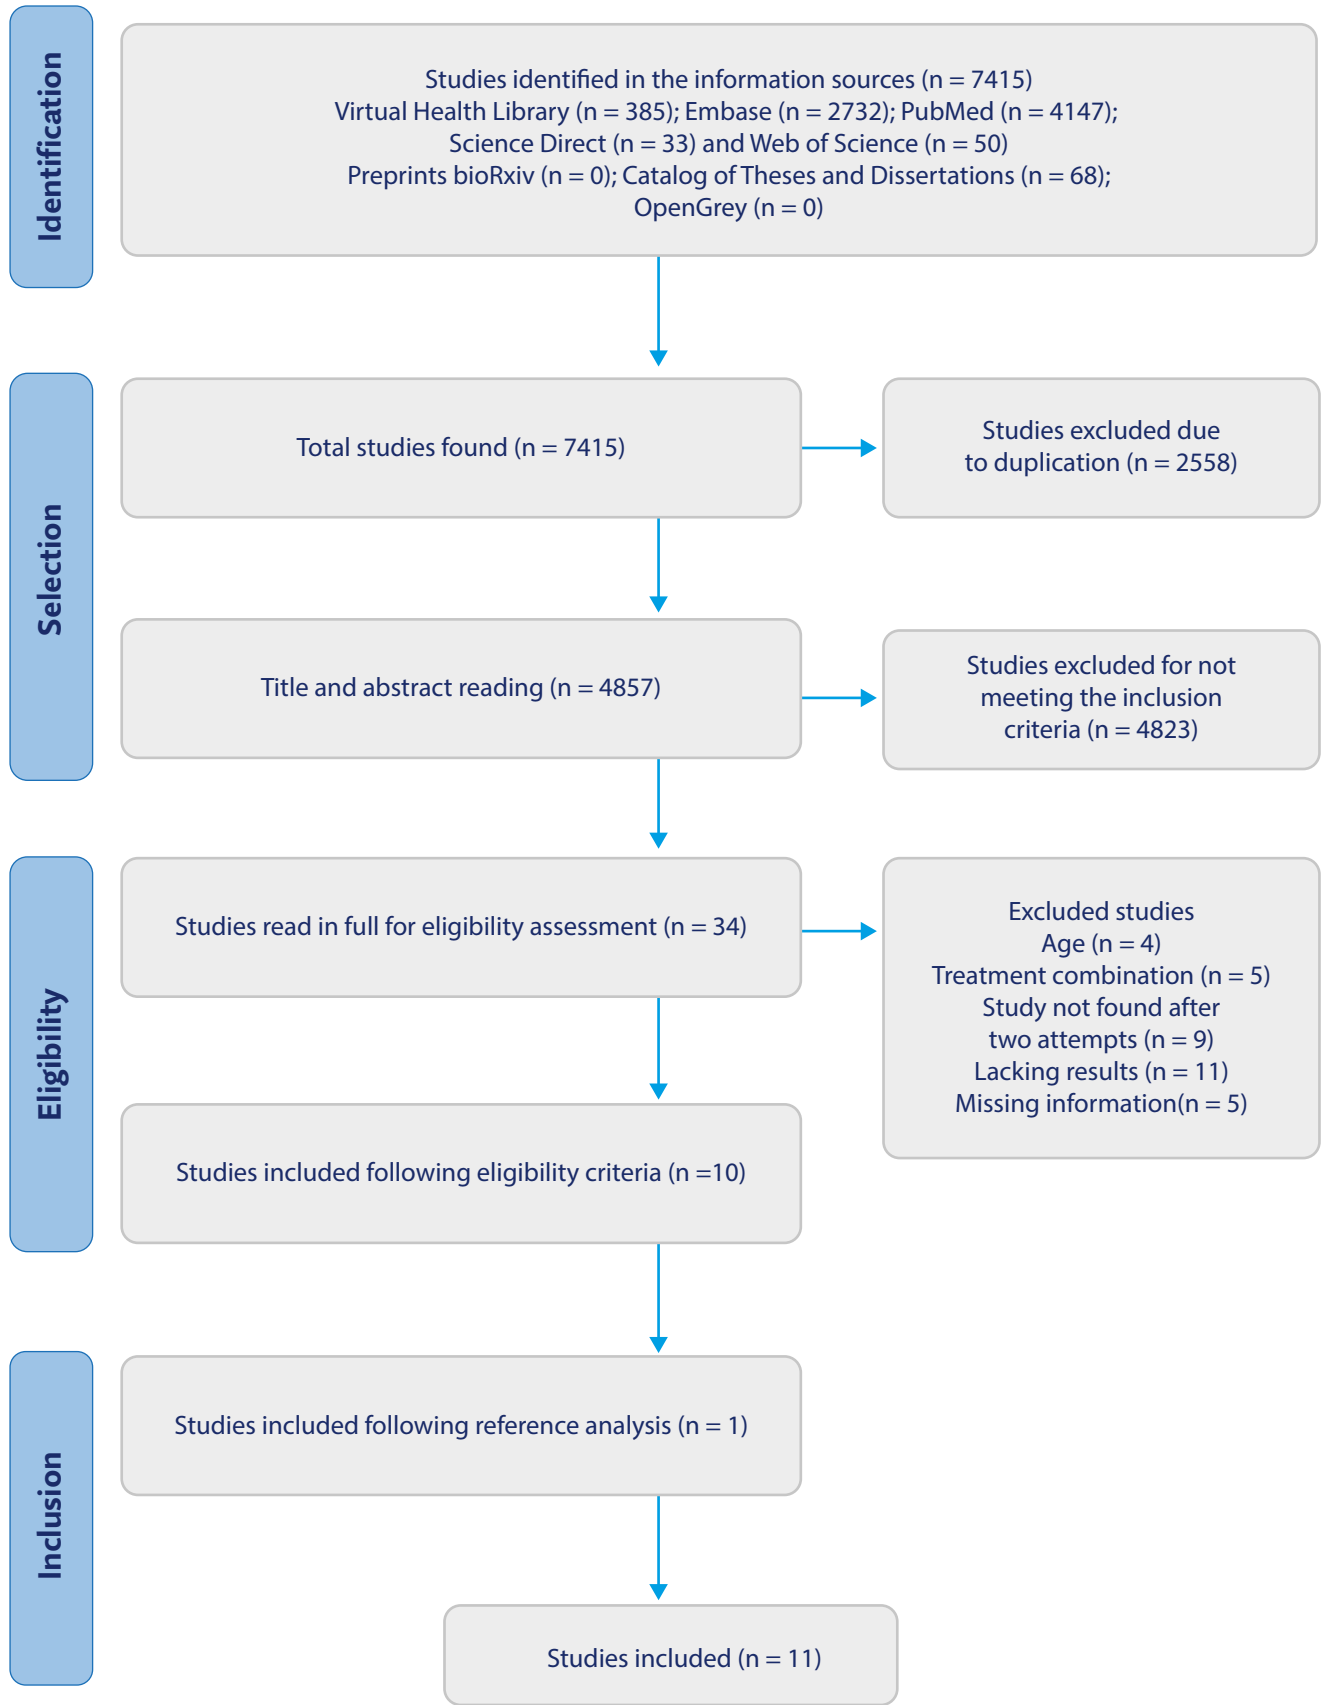 Identification
Studies identified in the information sources (n = 7415)
Virtual Health Library (n = 385); Embase (n = 2732); PubMed (n = 4147);
Science Direct (n = 33) and Web of Science (n = 50)
Preprints bioRxiv (n = 0); Catalog of Theses and Dissertations (n = 68);
OpenGrey (n = 0)
Selection
Total studies found (n = 7415)
Studies excluded due
to duplication (n = 2558)
Title and abstract reading (n = 4857)
Studies excluded for not
meeting the inclusion
criteria (n = 4823)
Eligibility
Studies read in full for eligibility assessment (n = 34)
Excluded studies
Age (n = 4)
Treatment combination (n = 5)
Study not found after
two attempts (n = 9)
Lacking results (n = 11)
Missing information(n = 5)
Studies included following eligibility criteria (n =10)
Inclusion
Studies included following reference analysis (n = 1)
Studies included (n = 11)